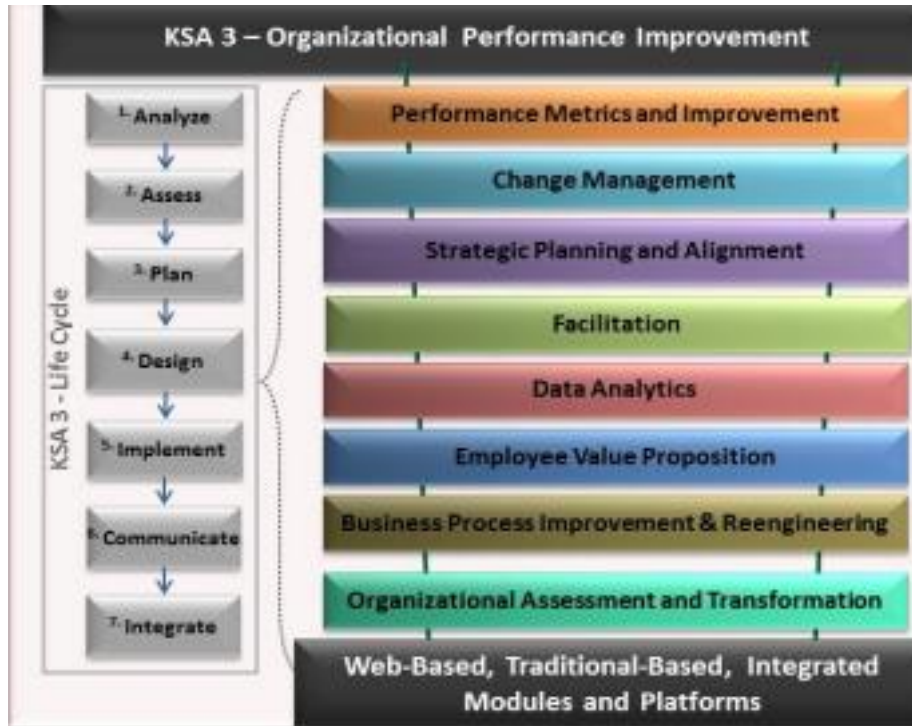 KSA 3 – Organizational Performance Improvement
KSA 3 - Life Cycle
1. Analyze
2. Assess
3. Plan
4. Design
5. Implement
6. Communicate
7. Integrate
Performance Metrics and Improvement
Change Management
Strategic Planning and Alignment
Facilitation
Data Analytics
Employee Value Proposition
Business Process Improvement & Reengineering
Organizational Assessment and Transformation
Web-Based, Traditional-Based, Integrated
Modules and Platforms